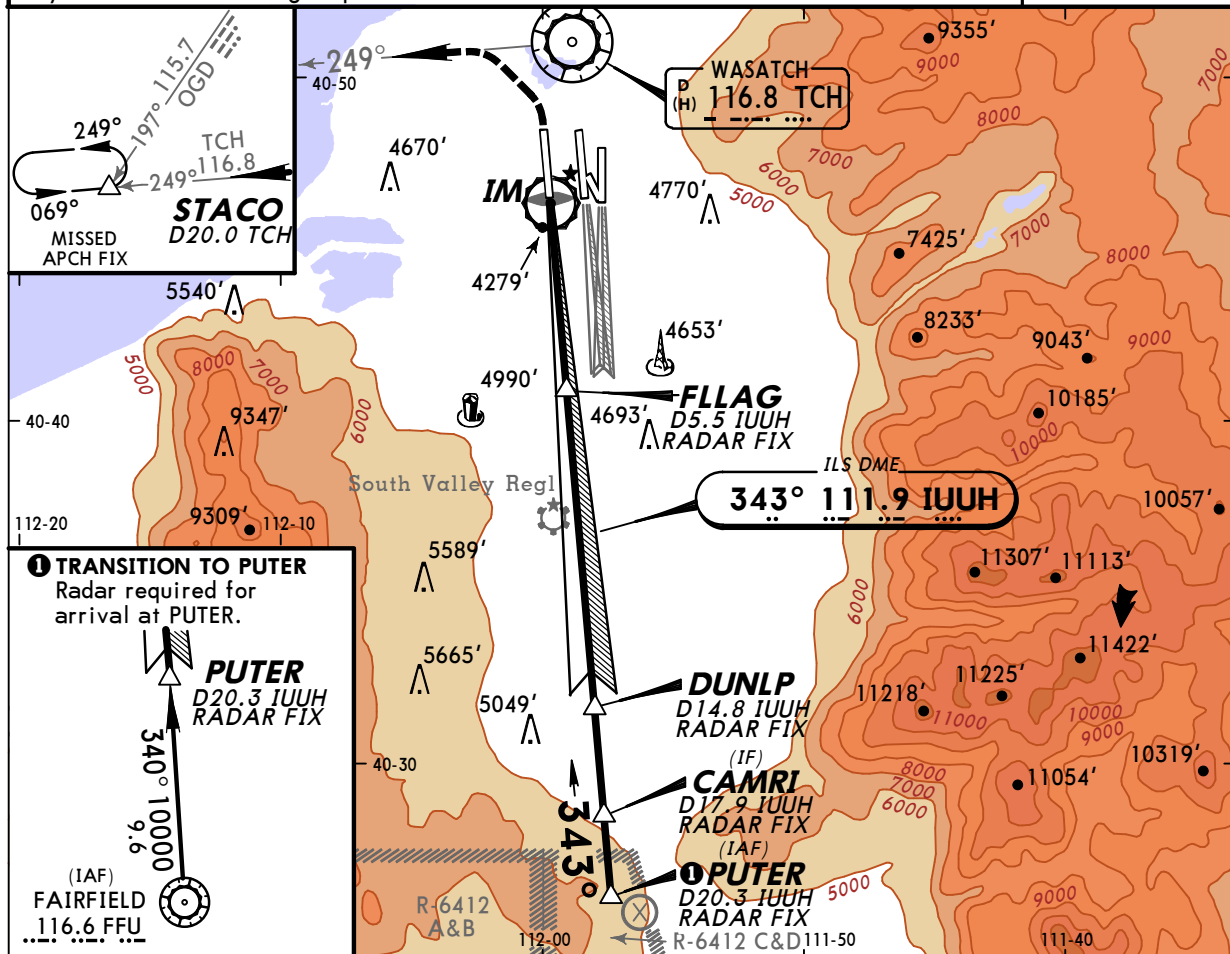 115.7
OGD
197°
249°
TCH
116.8
249°
069°
STACO
D20.0 TCH
MISSED
APCH FIX
249°
40-50
D
(H)
WASATCH
116.8 TCH
9355'
9000
8000
7000
7000
6000
5000
4670'
4770'
IM
4279'
7425'
7000
8000
5540'
5000
8000
7000
6000
9347'
9309'
40-40
112-20
112-10
4990'
4653'
4693'
FLLAG
D5.5 IUUH
RADAR FIX
8233'
9043'
9000
10185'
10000
10057'
South Valley Regl
ILS DME
343° 111.9 IUUH
5589'
5665'
5049'
6000
11307'
11113'
11422'
11225'
11218'
11000
10000
9000
8000
7000
6000
11054'
10319'
1 TRANSITION TO PUTER
Radar required for
arrival at PUTER.
PUTER
D20.3 IUUH
RADAR FIX
340° 10000
9.6
(IAF)
FAIRFIELD
116.6 FFU
DUNLP
D14.8 IUUH
RADAR FIX
40-30
(IF)
CAMRI
D17.9 IUUH
RADAR FIX
343°
(IAF)
1 PUTER
D20.3 IUUH
RADAR FIX
5000
9000
R-6412
A&B
112-00
R-6412 C&D
111-50
111-40